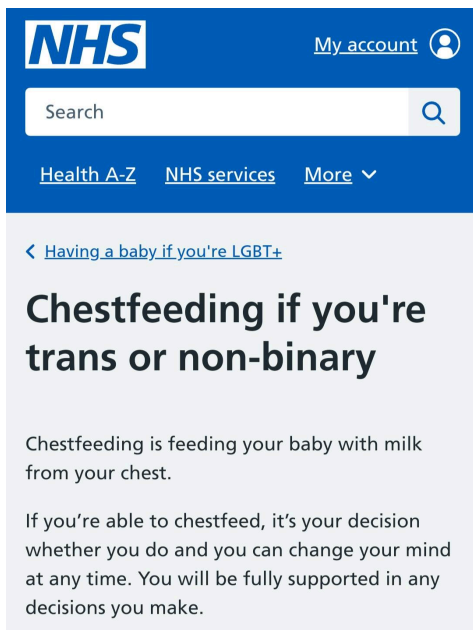 NHS
My account
Search
Health A-Z NHS services More
Having a baby if you're LGBT+
Chestfeeding if you're
trans or non-binary
Chestfeeding is feeding your baby with milk
from your chest.
If you’re able to chestfeed, it’s your decision
whether you do and you can change your mind
at any time. You will be fully supported in any
decisions you make.